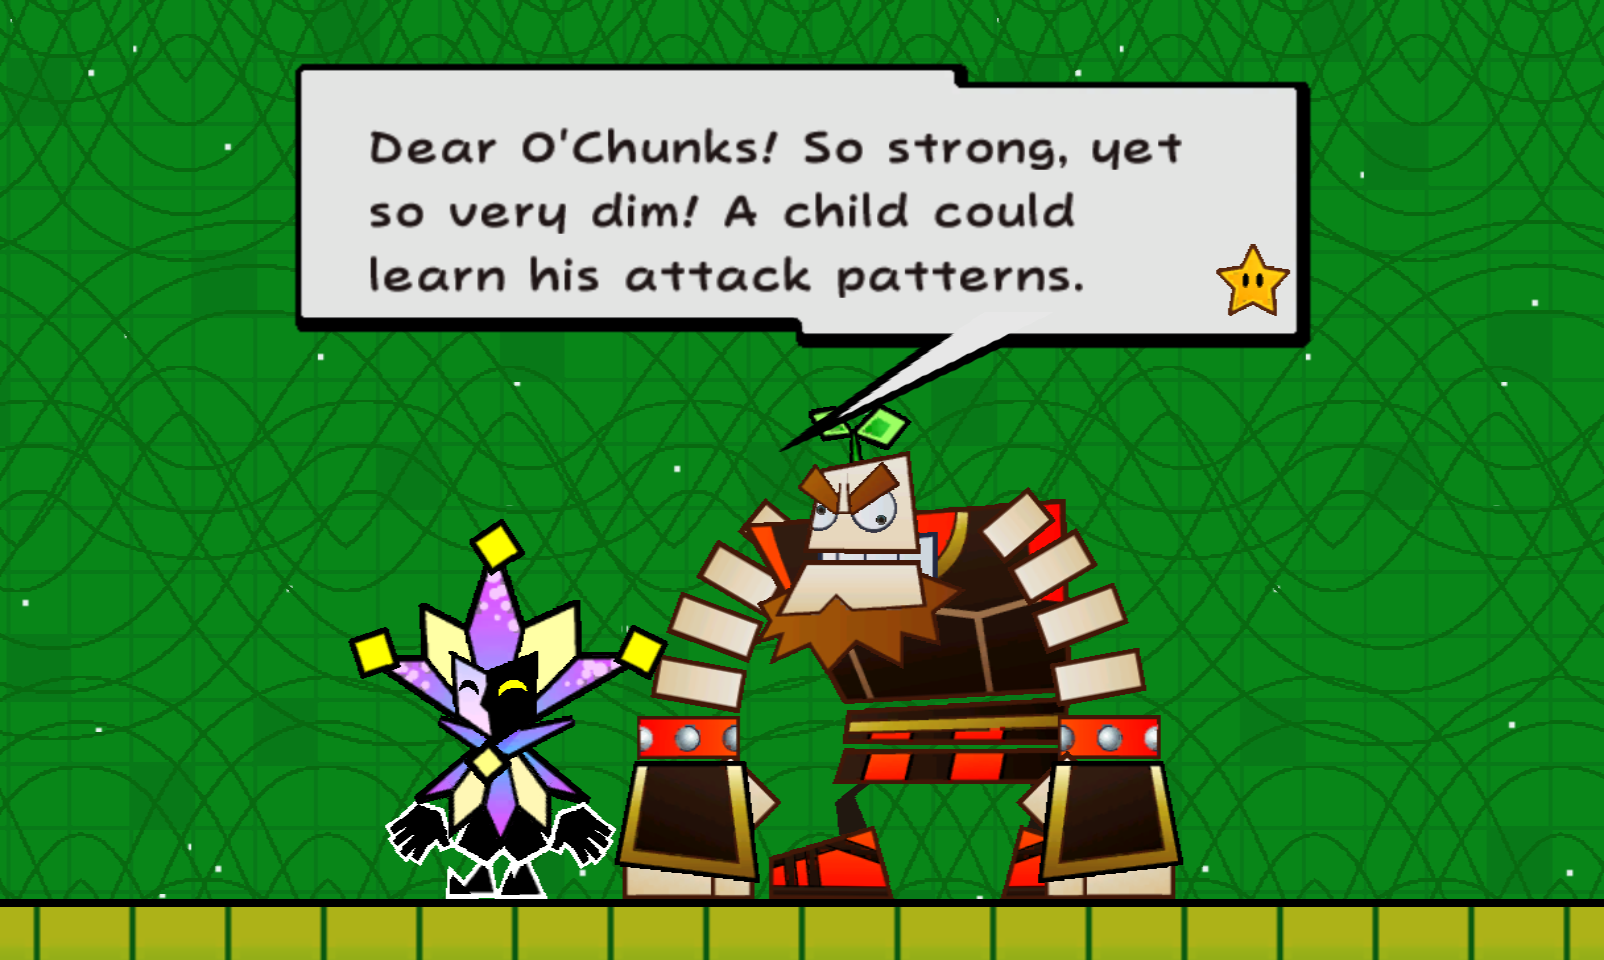 Dear O'Chunks! So strong, yet
so very dim! A child could
learn his attack patterns.